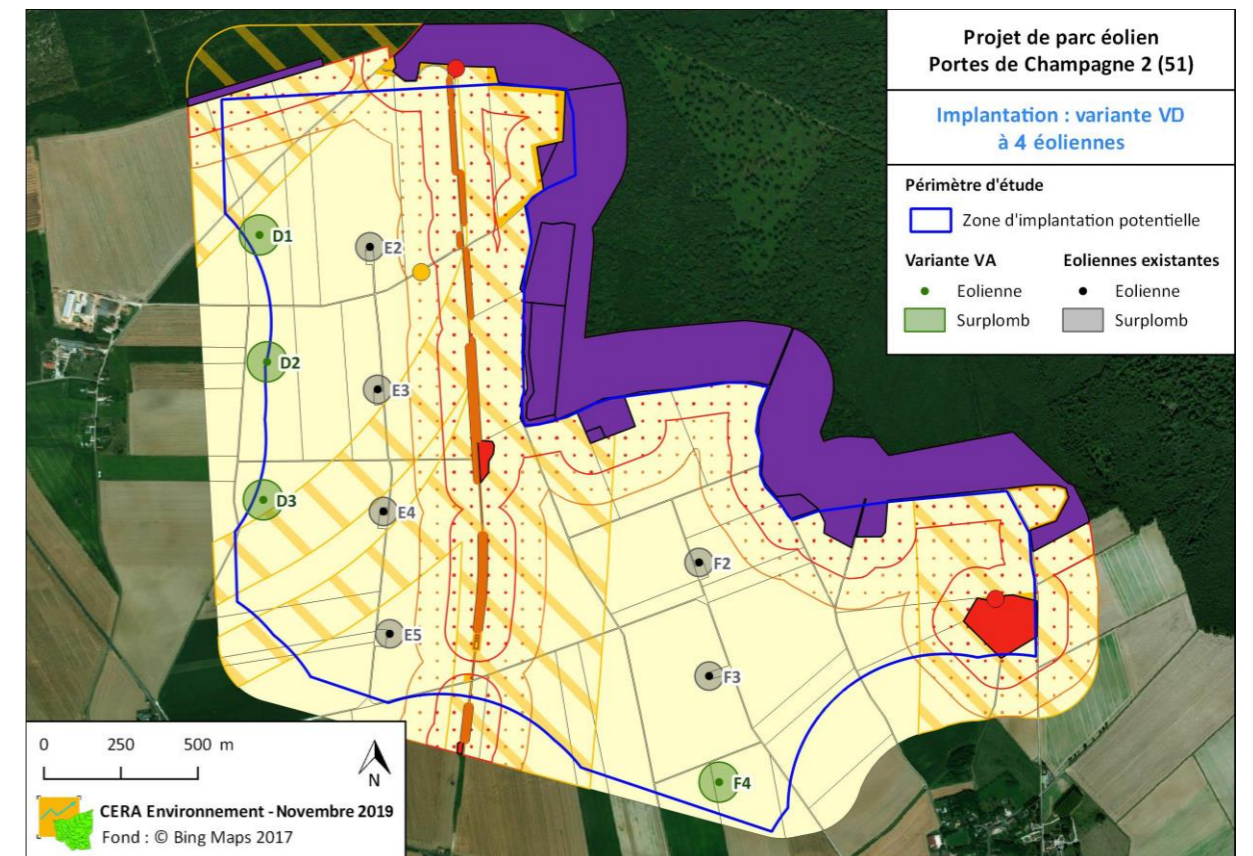 Projet de parc éolien
Portes de Champagne 2 (51)
Implantation : variante VD
à 4 éoliennes
Périmètre d'étude
Zone d'implantation potentielle
Variante VA
Eoliennes existantes
Eolienne
Eolienne
Surplomb
Surplomb
D1
E2
D2
E3
D3
E4
F2
E5
F3
F4
0 250 500 m
N
CERA Environnement - Novembre 2019
Fond : © Bing Maps 2017